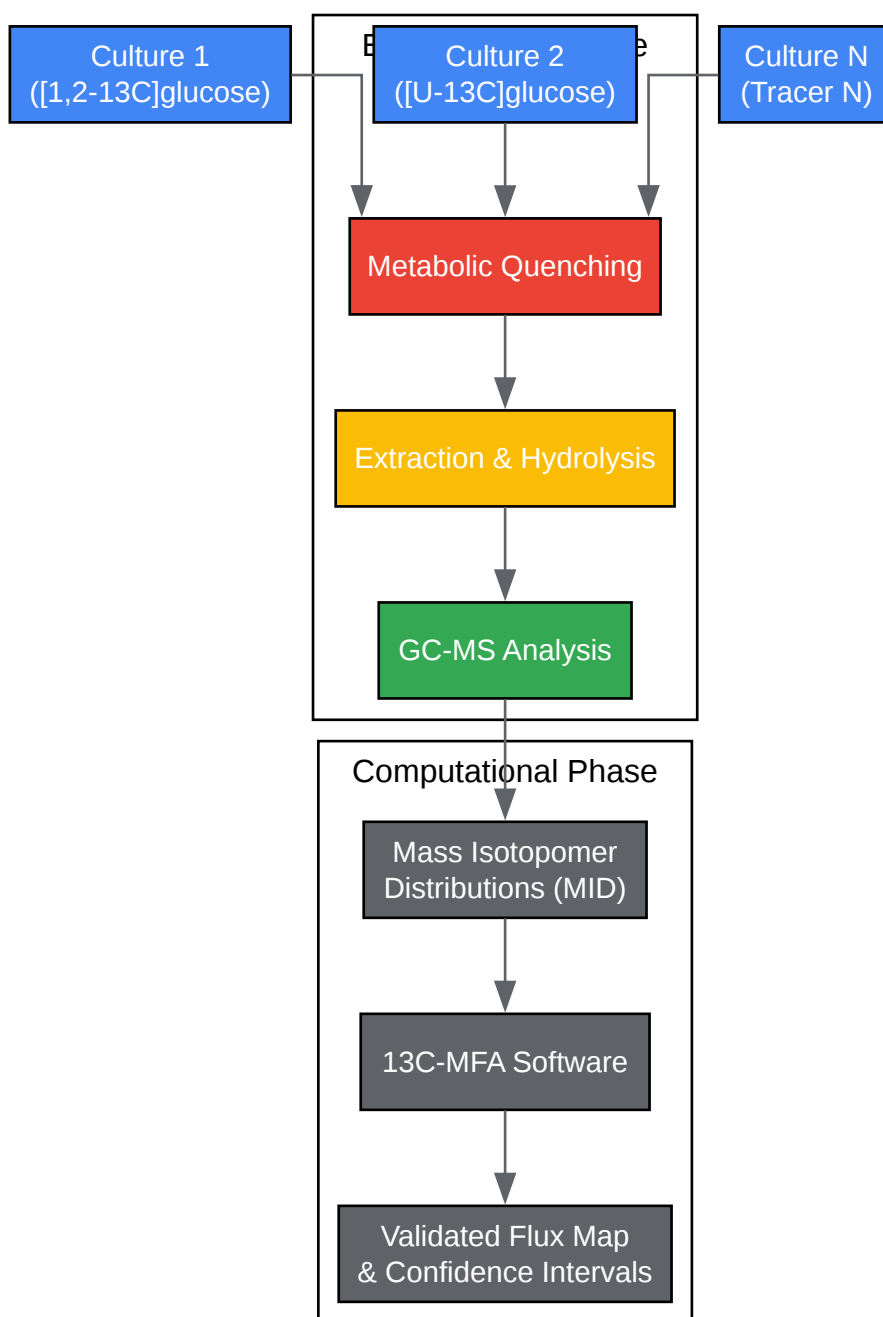 Culture 1
([1,2-13C]glucose)
Culture 2
([U-13C]glucose)
Culture N
(Tracer N)
Metabolic Quenching
Extraction & Hydrolysis
GC-MS Analysis
Computational Phase
Mass Isotopomer
Distributions (MID)
13C-MFA Software
Validated Flux Map
& Confidence Intervals